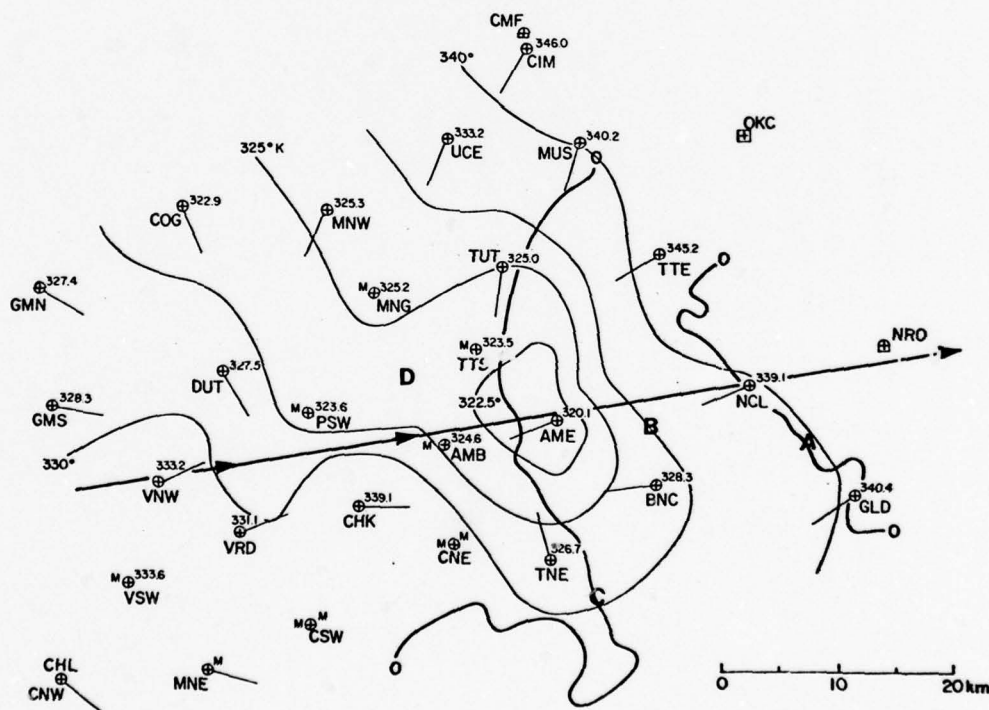 CMF
346.0
CIM
340°
OKC
333.2
UCE
340.2
MUS
O
325°K
322.9
COG
325.3
MNW
TUT 325.0
345.2
TTE
O
327.4
GMN
M 325.2
MNG
NRO
M 323.5
TTS
D
327.5
DUT
322.5°
339.1
NCL
328.3
GMS
M 323.6
PSW
320.1
AME
B
A
M 324.6
AMB
330°
333.2
VNW
328.3
BNC
340.4
GLD
339.1
CHK
331.1
VRD
M M
CNE
326.7
TNE
O
M 333.6
VSW
C
M M
CSW
O
CHL
CNW
M
MNE
0 10 20 km